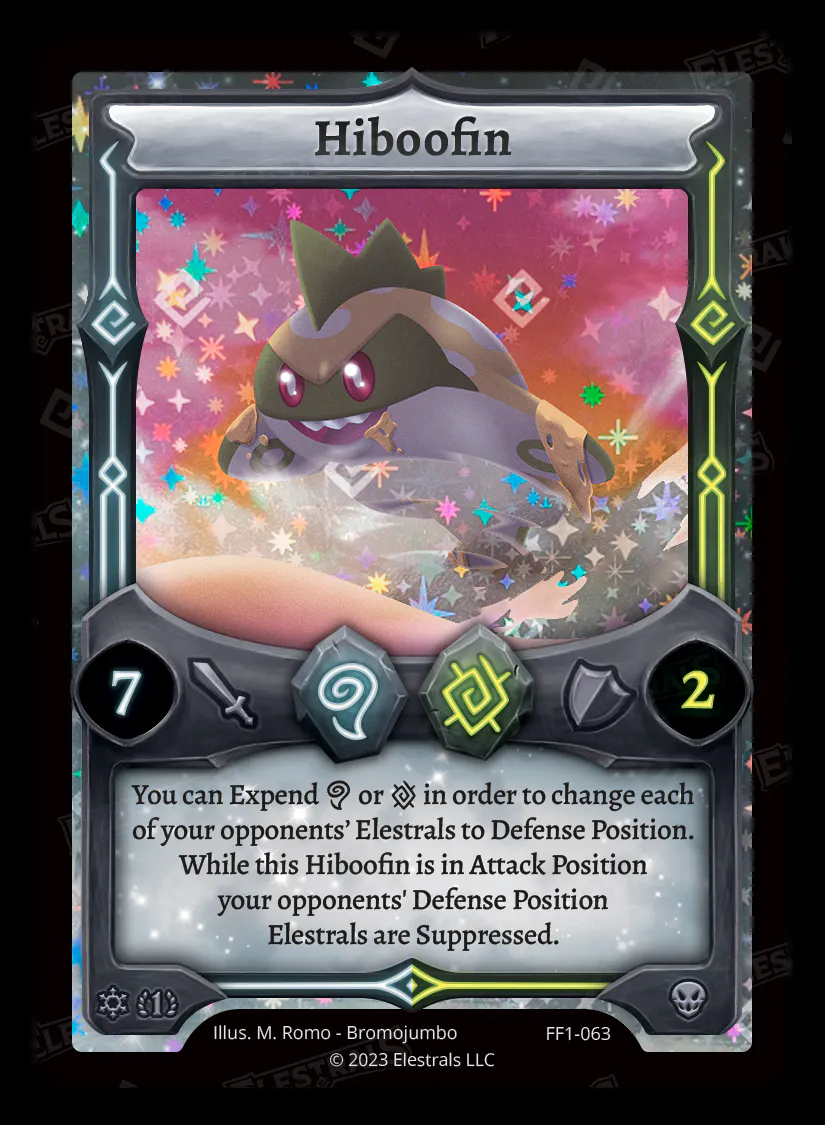 Hiboofin
7
2
You can Expend or in order to change each
of your opponents’ Elestrals to Defense Position.
While this Hiboofin is in Attack Position
your opponents' Defense Position
Elestrals are Suppressed.
1
Illus. M. Romo - Bromojumbo FF1-063
© 2023 Elestrals LLC